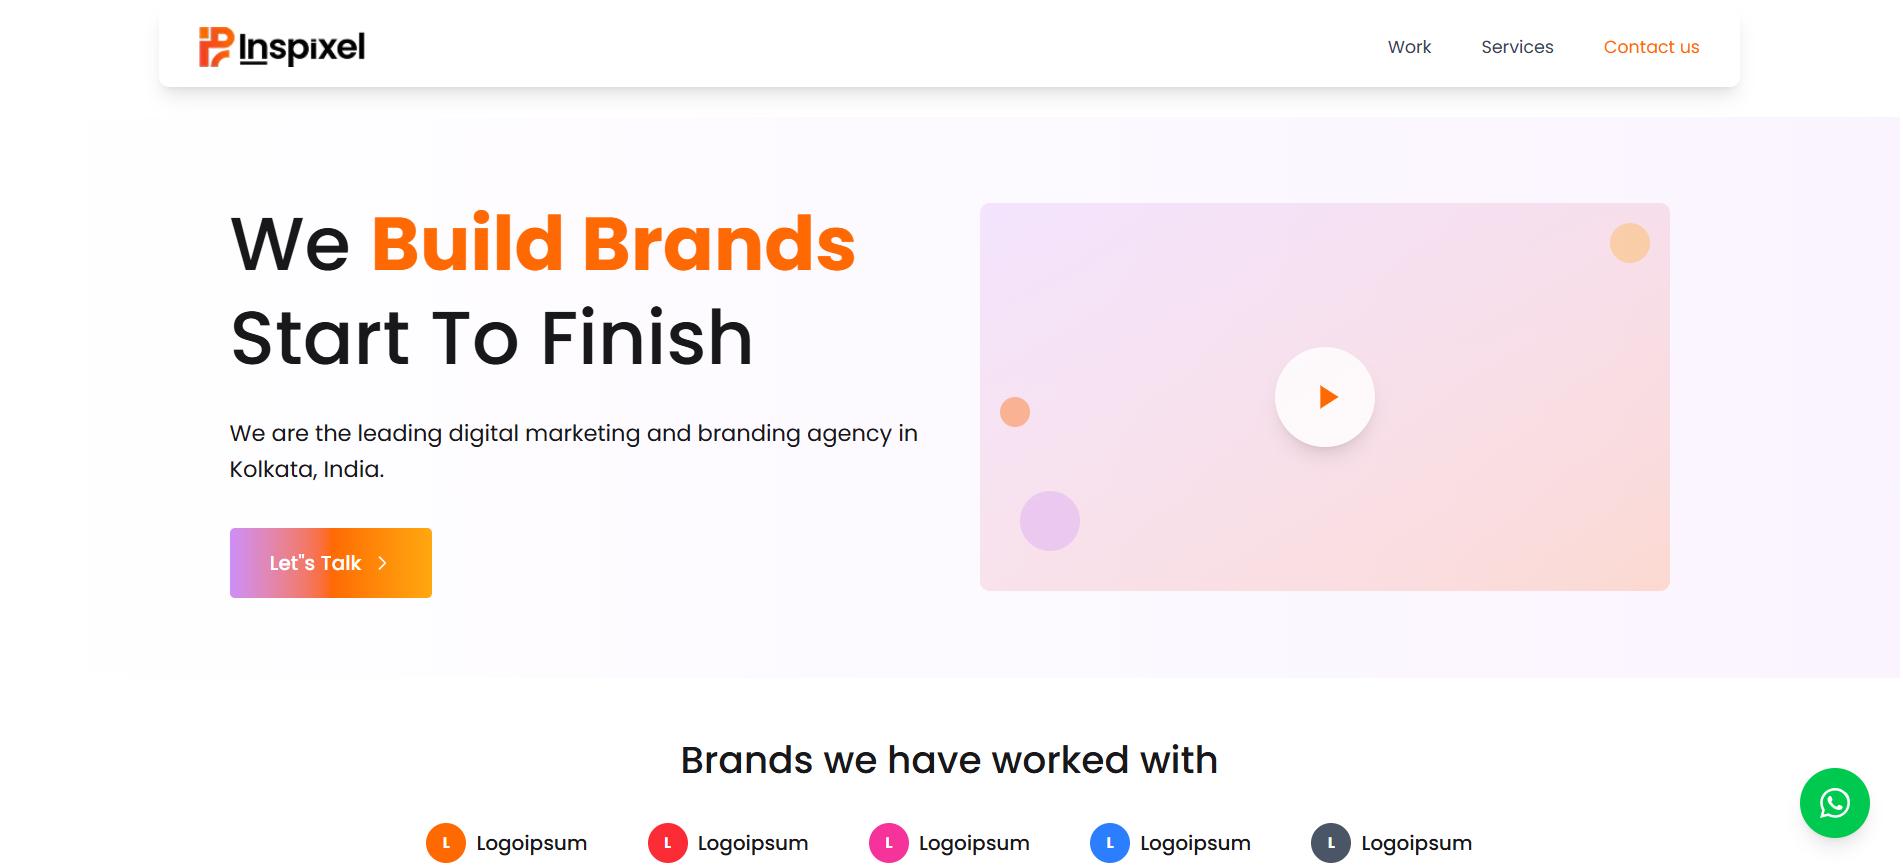 Inspixel
Work
Services
Contact us
We Build Brands
Start To Finish
We are the leading digital marketing and branding agency in
Kolkata, India.
Let"s Talk
Brands we have worked with
L Logoipsum
L Logoipsum
L Logoipsum
L Logoipsum
L Logoipsum